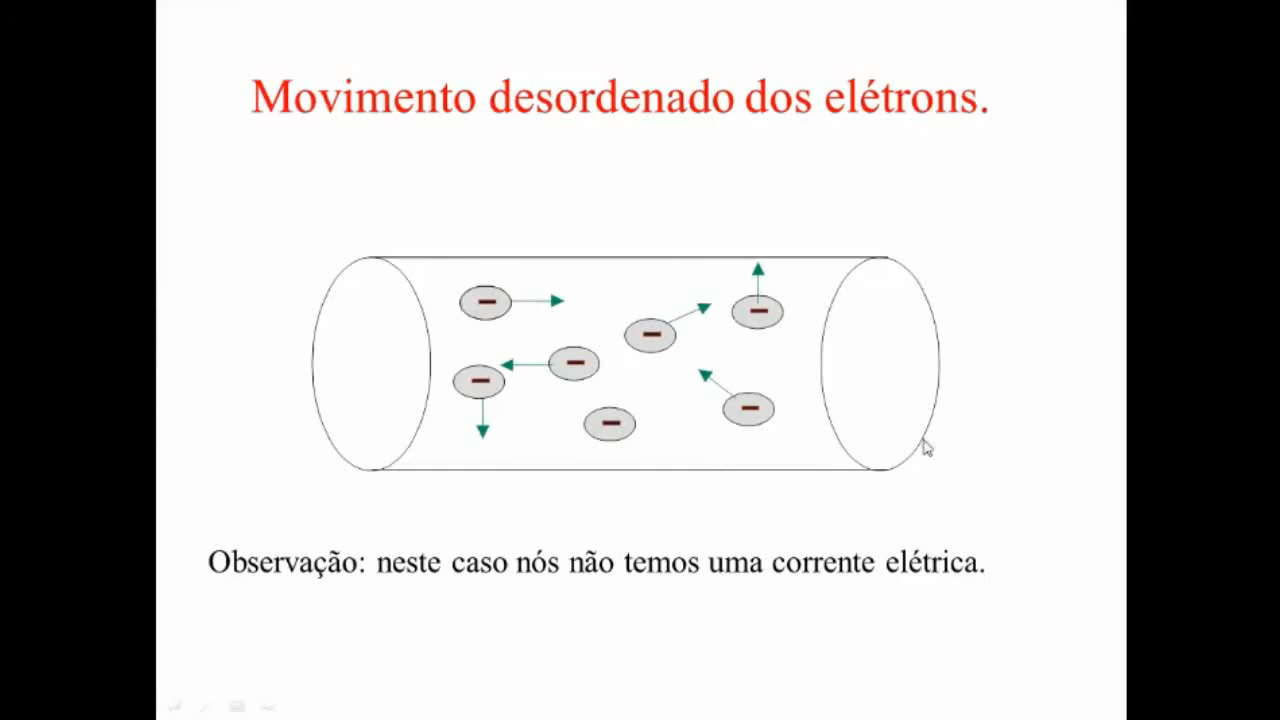 Movimento desordenado dos elétrons.
Observação: neste caso nós não temos uma corrente elétrica.